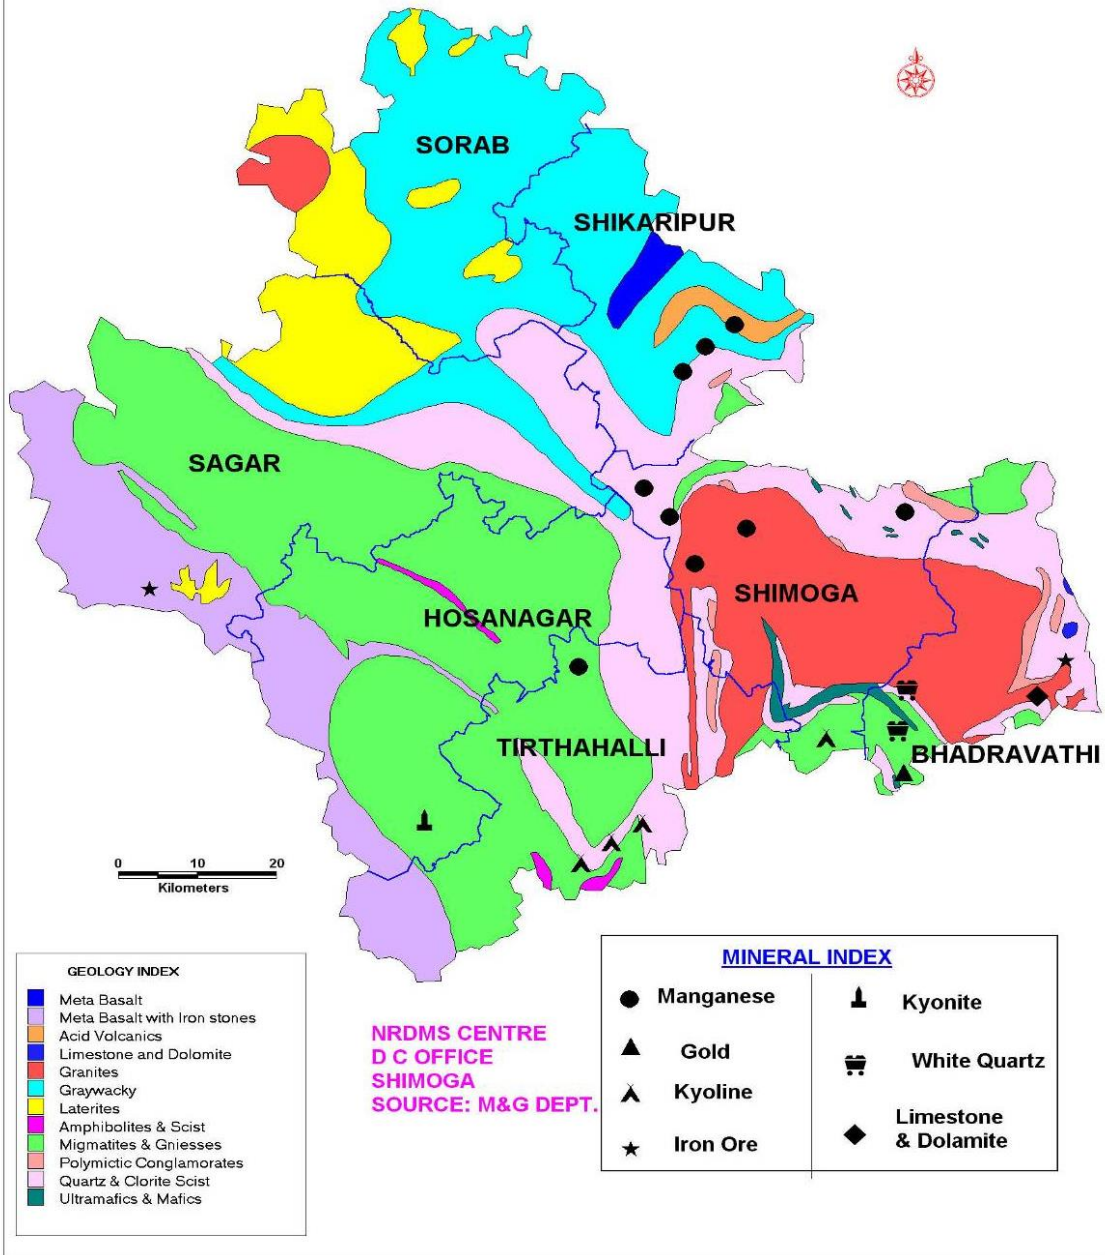 SORAB
SHIKARIPUR
SAGAR
HOSANAGAR
SHIMOGA
TIRTHAHALLI
BHADRAVATHI
0 10 20
Kilometers
GEOLOGY INDEX
Meta Basalt
Meta Basalt with Iron stones
Acid Volcanics
Limestone and Dolomite
Granites
Graywacky
Laterites
Amphibolites & Scist
Migmatites & Gniesses
Polymictic Conglamorates
Quartz & Clorite Scist
Ultramafics & Mafics
NRDMS CENTRE
D C OFFICE
SHIMOGA
SOURCE: M&G DEPT.
MINERAL INDEX
Manganese
Gold
Kyoline
Iron Ore
Kyonite
White Quartz
Limestone
& Dolamite